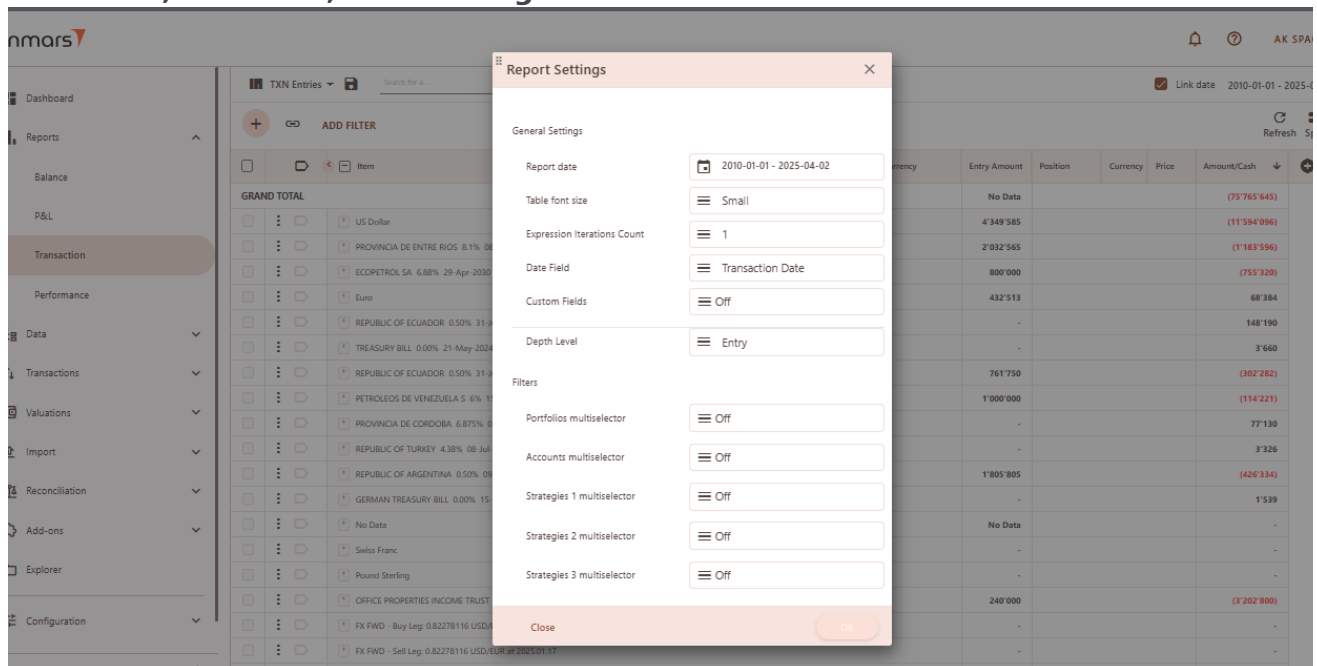 nmars
AK SPA
Dashboard
Reports
Balance
P&L
Transaction
Performance
Data
Transactions
Valuations
Import
Reconciliation
Add-ons
Explorer
Configuration
TXN Entries
Search for a ...
Link date 2010-01-01 - 2025-0
ADD FILTER
Refresh Sp
Item
rrency Entry Amount Position Currency Price Amount/Cash
GRAND TOTAL No Data (75'765'645)
US Dollar 4'349'585 (11'594'096)
PROVINCIA DE ENTRE RIOS 8.1% 08 2'032'565 (1'183'596)
ECOPETROL SA 6.88% 29-Apr-2030 800'000 (755'320)
Euro 432'513 68'384
REPUBLIC OF ECUADOR 0.50% 31-J - 148'190
TREASURY BILL 0.00% 21-May-2024 - 3'660
REPUBLIC OF ECUADOR 0.50% 31-J 761'750 (302'282)
PETROLEOS DE VENEZUELA S 6% 15 1'000'000 (114'221)
PROVINCIA DE CORDOBA 6.875% 0 - 77'130
REPUBLIC OF TURKEY 4.38% 08-Jul - 3'326
REPUBLIC OF ARGENTINA 0.50% 09 1'805'805 (426'334)
GERMAN TREASURY BILL 0.00% 15- - 1'539
No Data No Data -
Swiss Franc - -
Pound Sterling - -
OFFICE PROPERTIES INCOME TRUST 240'000 (3'202'800)
FX FWD - Buy Leg: 0.82278116 USD/ - -
FX FWD - Sell Leg: 0.82278116 USD/EUR at 2025.01.17 - -
Report Settings
General Settings
Report date 2010-01-01 - 2025-04-02
Table font size Small
Expression Iterations Count 1
Date Field Transaction Date
Custom Fields Off
Depth Level Entry
Filters
Portfolios multiselector Off
Accounts multiselector Off
Strategies 1 multiselector Off
Strategies 2 multiselector Off
Strategies 3 multiselector Off
Close Ok